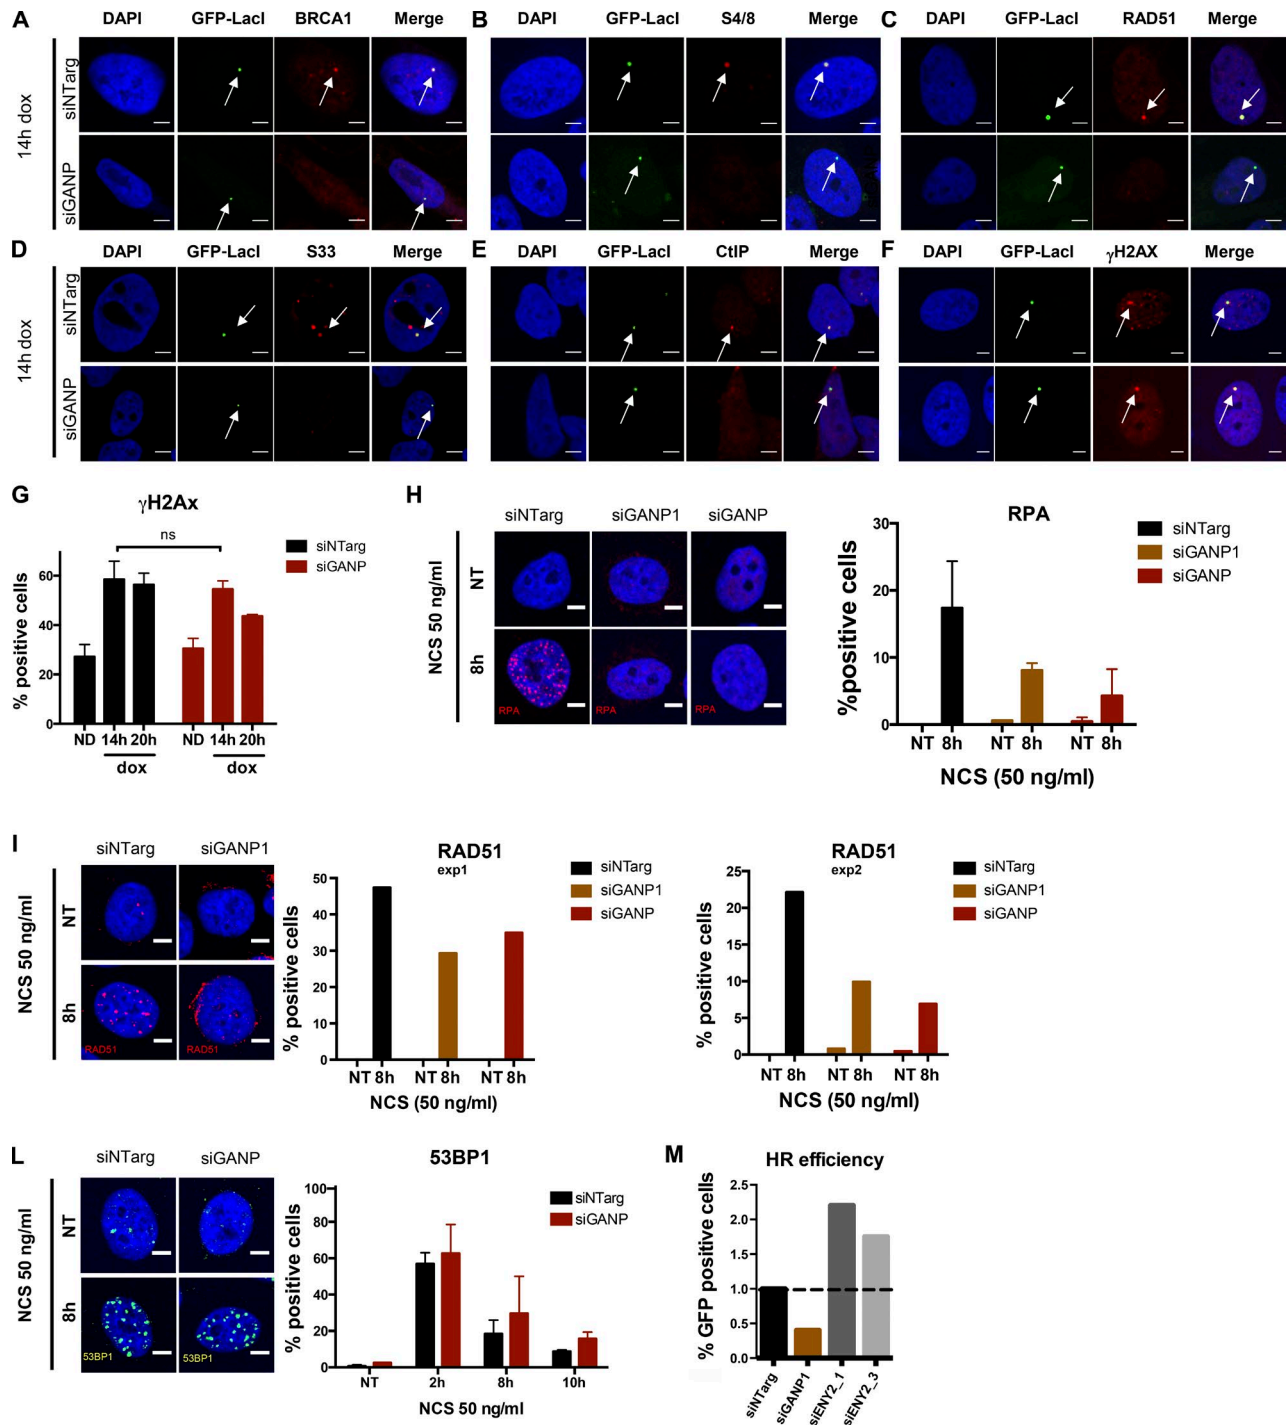 A DAPI GFP-LacI BRCA1 Merge
B DAPI GFP-LacI S4/8 Merge
C DAPI GFP-LacI RAD51 Merge
14h dox
siNTarg
siGANP
D DAPI GFP-LacI S33 Merge
E DAPI GFP-LacI CtIP Merge
F DAPI GFP-LacI γH2AX Merge
14h dox
siNTarg
siGANP
G
γH2Ax
ns
siNTarg
siGANP
% positive cells
60
40
20
0
ND 14h 20h ND 14h 20h
dox dox
H
siNTarg siGANP1 siGANP
NCS 50 ng/ml
NT
8h
RPA RPA RPA
RPA
siNTarg
siGANP1
siGANP
%positive cells
30
20
10
0
NT 8h NT 8h NT 8h
NCS (50 ng/ml)
I
siNTarg siGANP1
NCS 50 ng/ml
NT
8h
RAD51 RAD51
RAD51
exp1
siNTarg
siGANP1
siGANP
% positive cells
50
40
30
20
10
0
NT 8h NT 8h NT 8h
NCS (50 ng/ml)
RAD51
exp2
siNTarg
siGANP1
siGANP
% positive cells
25
20
15
10
5
0
NT 8h NT 8h NT 8h
NCS (50 ng/ml)
L
siNTarg siGANP
NCS 50 ng/ml
NT
8h
53BP1 53BP1
53BP1
siNTarg
siGANP
% positive cells
100
80
60
40
20
0
NT 2h 8h 10h
NCS 50 ng/ml
M
HR efficiency
% GFP positive cells
2.5
2.0
1.5
1.0
0.5
0.0
siNTarg
siGANP1
siENY2_1
siENY2_3